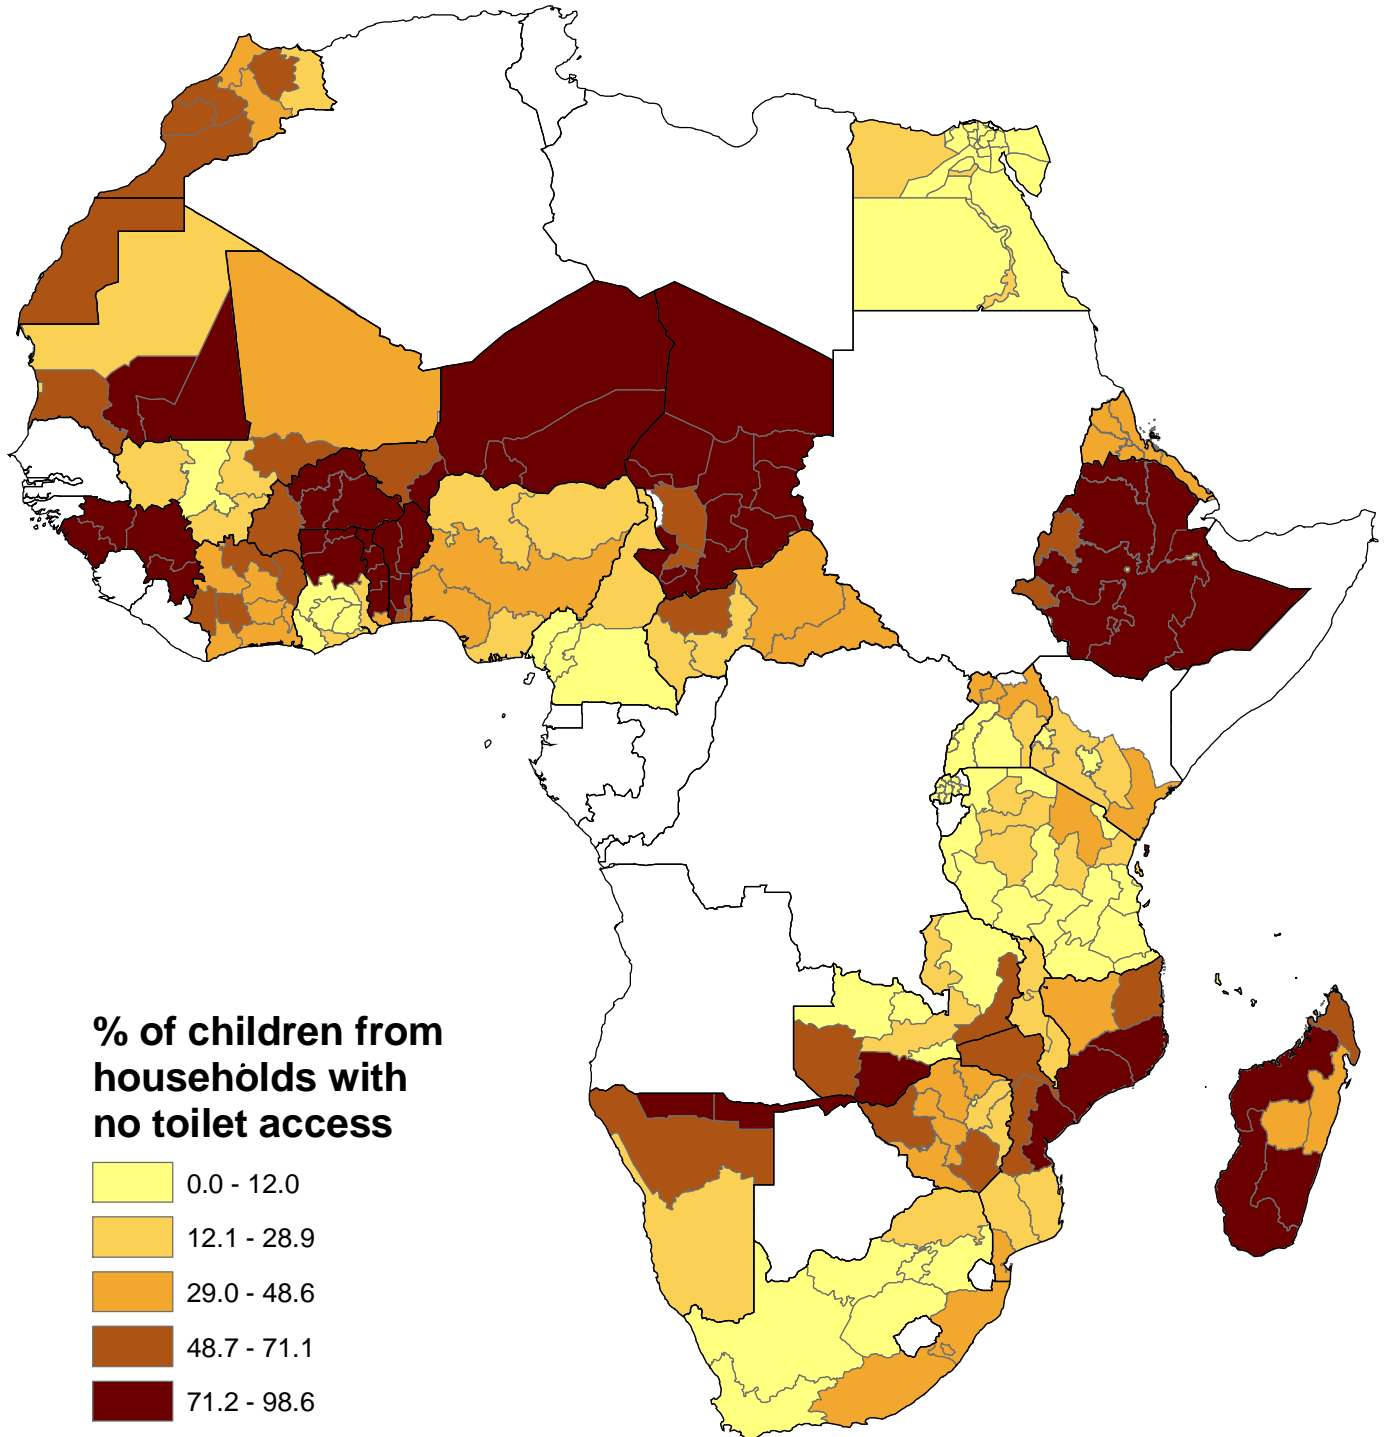 % of children from
households with
no toilet access
0.0 - 12.0
12.1 - 28.9
29.0 - 48.6
48.7 - 71.1
71.2 - 98.6